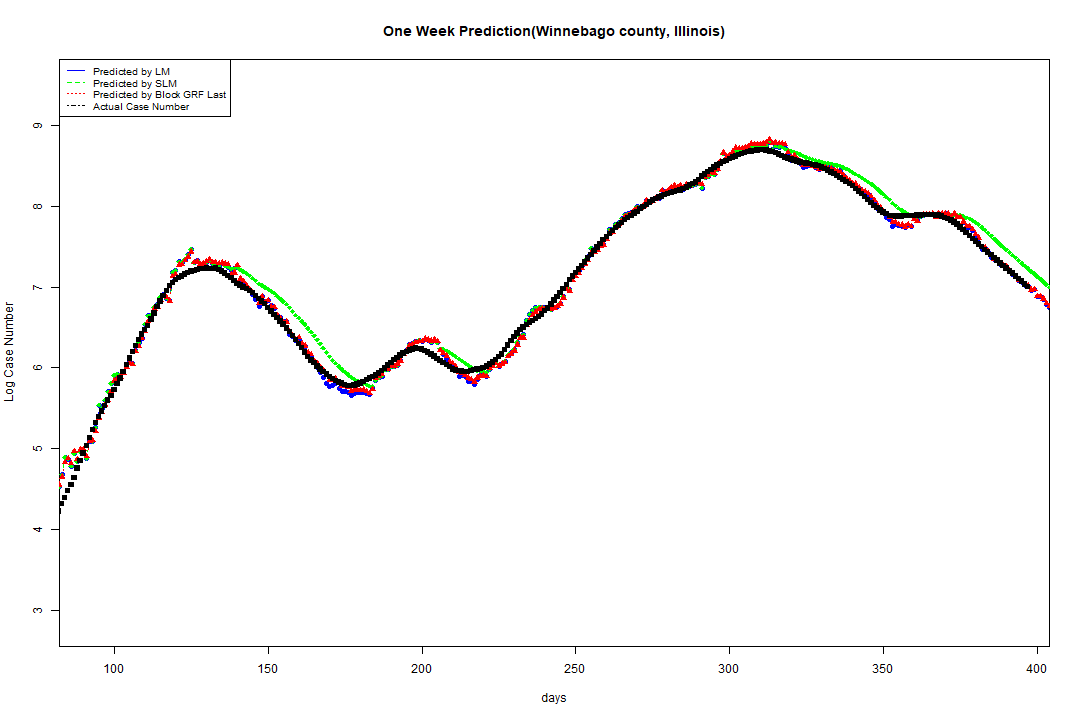 One Week Prediction(Winnebago county, Illinois)
Predicted by LM
Predicted by SLM
Predicted by Block GRF Last
Actual Case Number
9
8
7
6
5
4
3
Log Case Number
100 150 200 250 300 350 400
days